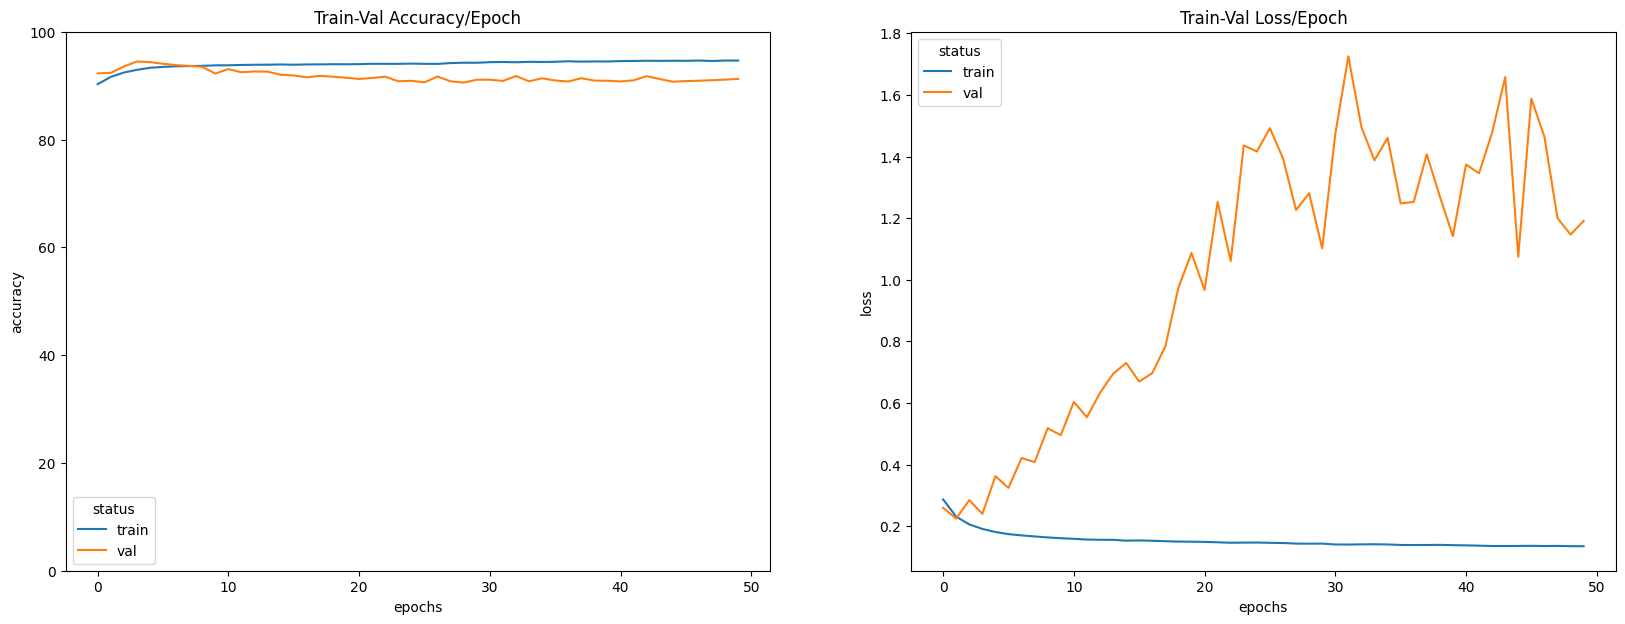 Train-Val Accuracy/Epoch
100
80
60
40
20
0
accuracy
status
train
val
0 10 20 30 40 50
epochs
Train-Val Loss/Epoch
1.8
1.6
1.4
1.2
1.0
0.8
0.6
0.4
0.2
loss
status
train
val
0 10 20 30 40 50
epochs